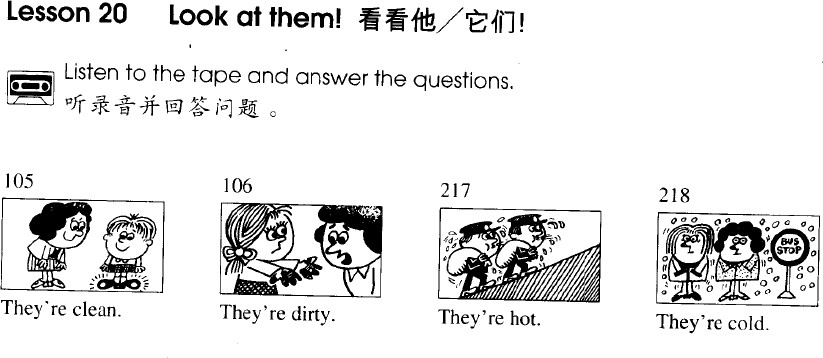 Lesson 20 Look at them! 看看他／它们!
Listen to the tape and answer the questions.
听录音并回答问题。
105
106
217
218
BUS
STOP
They're clean.
They're dirty.
They're hot.
They're cold.